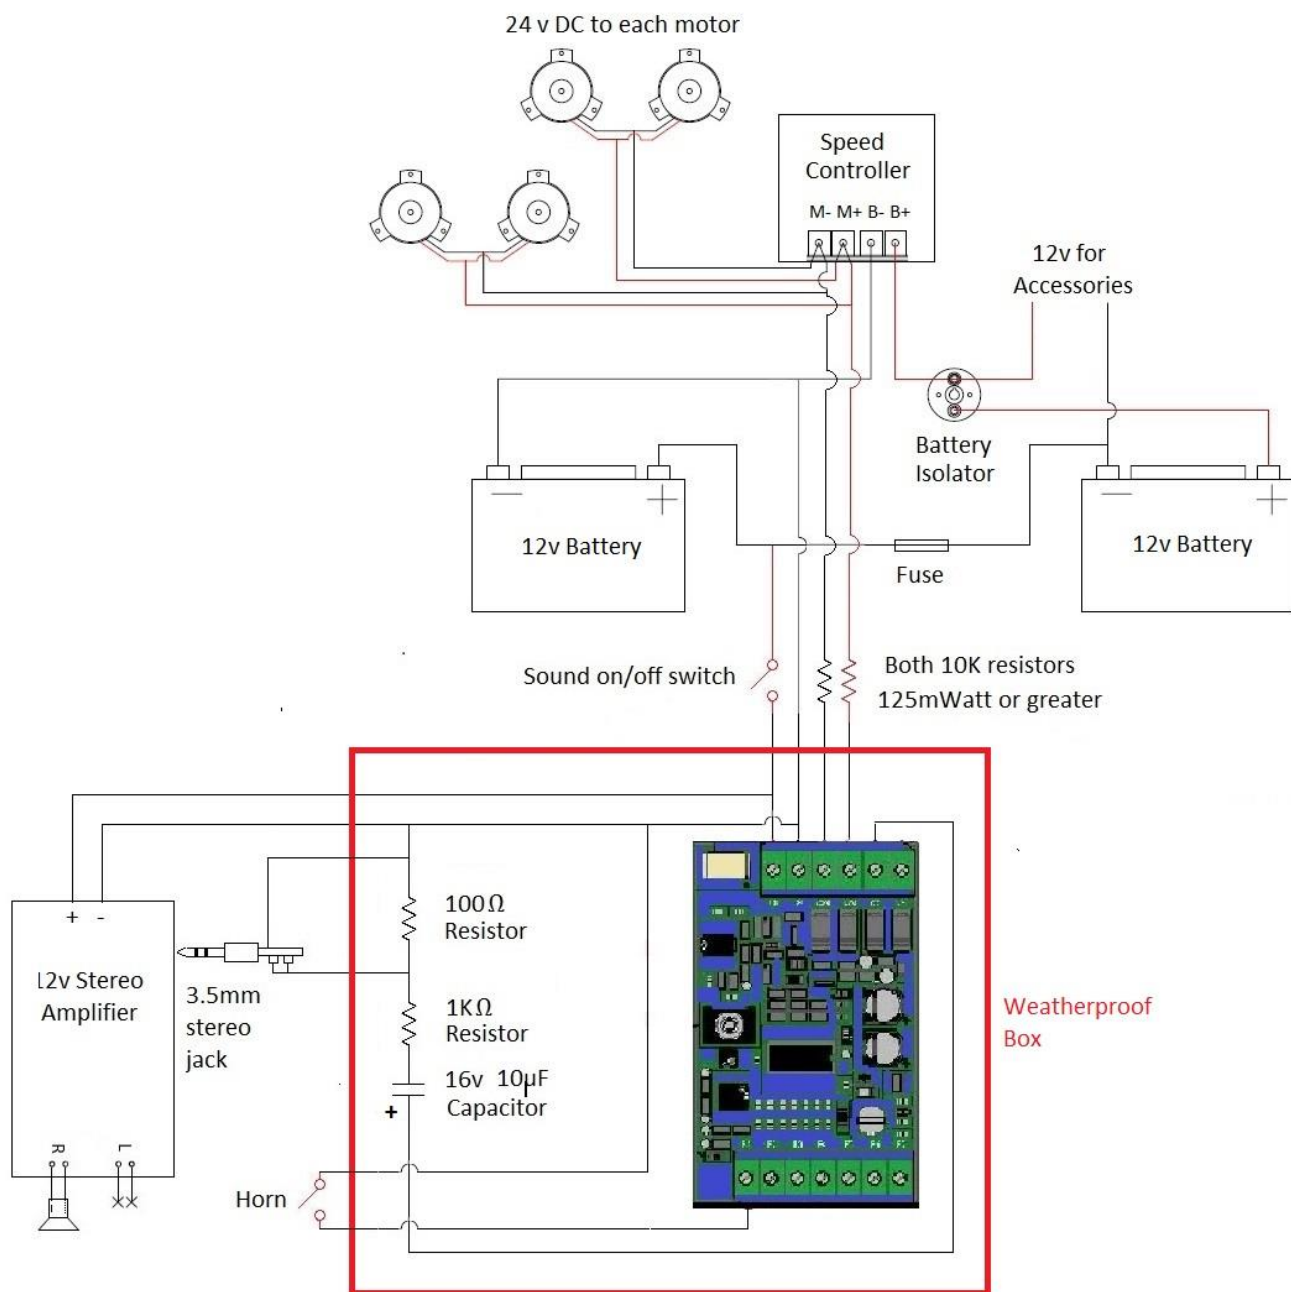 24 v DC to each motor
Speed
Controller
M- M+ B- B+
12v for
Accessories
Battery
Isolator
12v Battery
Fuse
12v Battery
Sound on/off switch
Both 10K resistors
125mWatt or greater
+ -
12v Stereo
Amplifier
3.5mm
stereo
jack
100Ω
Resistor
1KΩ
Resistor
16v 10µF
Capacitor
+
R L
Horn
Weatherproof
Box